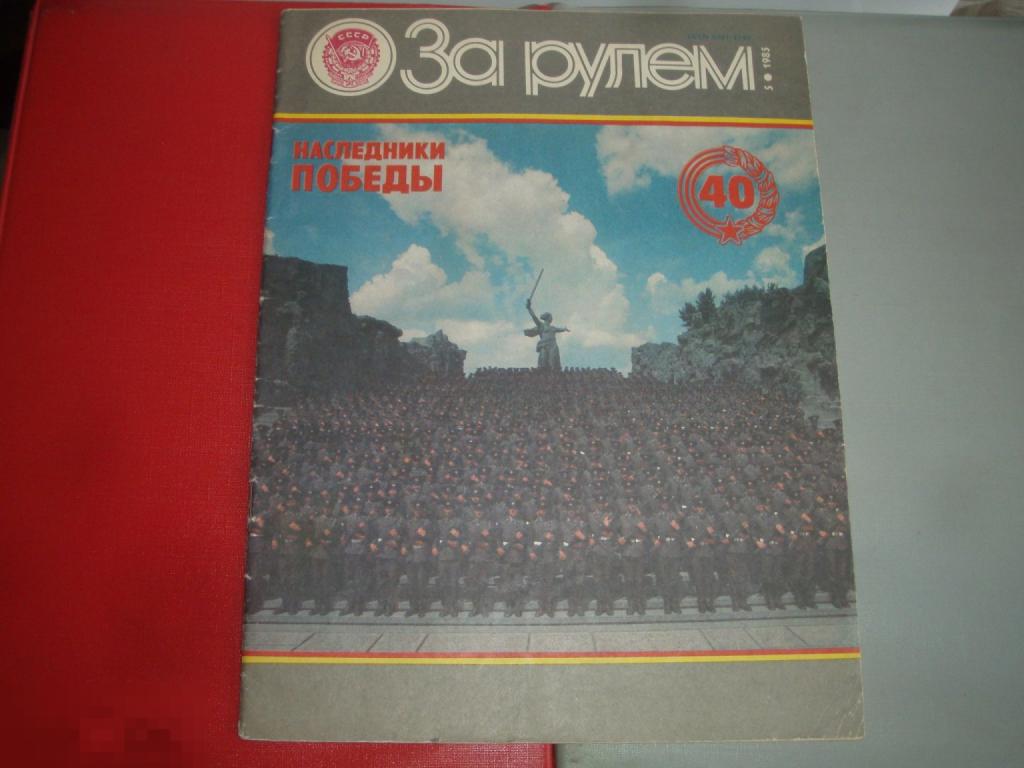 СССР
За рулем
5 • 1985
НАСЛЕДНИКИ
ПОБЕДЫ
40